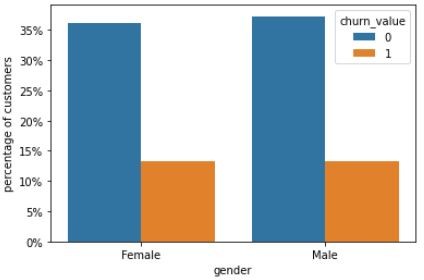 churn_value
0
1
percentage of customers
35%
30%
25%
20%
15%
10%
5%
0%
Female
Male
gender